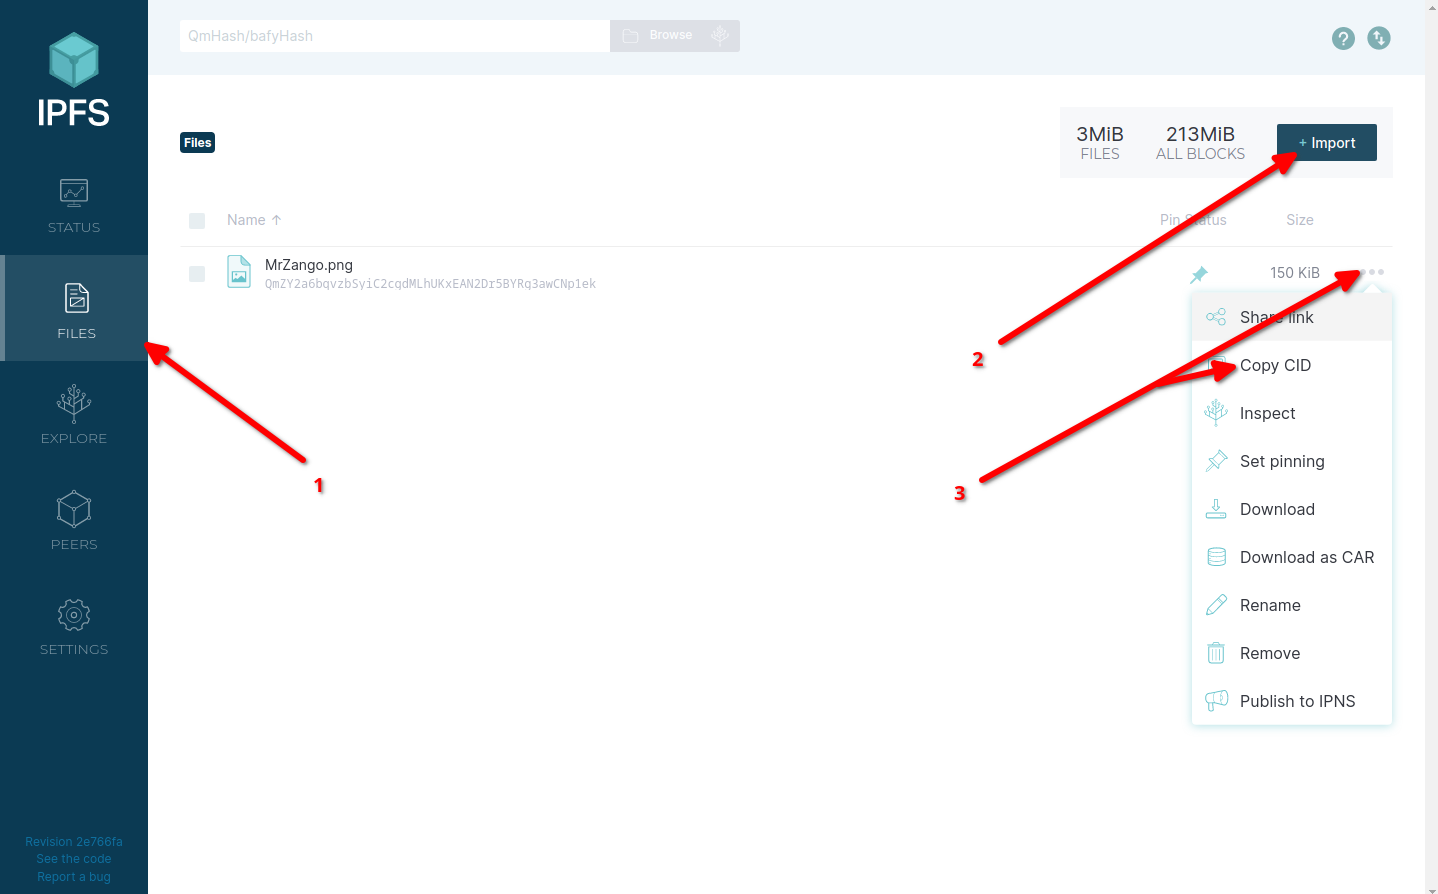 IPFS
QmHash/bafyHash
Browse
Files
3MiB
FILES
213MiB
ALL BLOCKS
+ Import
STATUS
Name ↑
Pin Status
Size
MrZango.png
QmZY2a6bqvzbSyiC2cqdMLhUKxEAN2Dr5BYRq3awCNp1ek
150 KiB
FILES
Share link
2
Copy CID
Inspect
EXPLORE
Set pinning
1
3
Download
PEERS
Download as CAR
Rename
SETTINGS
Remove
Publish to IPNS
Revision 2e766fa
See the code
Report a bug